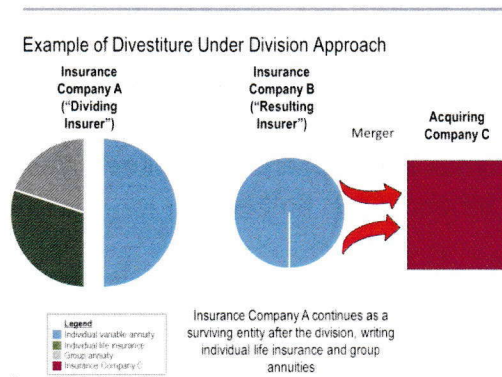 Example of Divestiture Under Division Approach
Insurance
Company A
("Dividing
Insurer")
Insurance
Company B
("Resulting
Insurer")
Merger
Acquiring
Company C
Legend
Individual variable annuity
Individual life insurance
Group annuity
Insurance Company C
Insurance Company A continues as a
surviving entity after the division, writing
individual life insurance and group
annuities